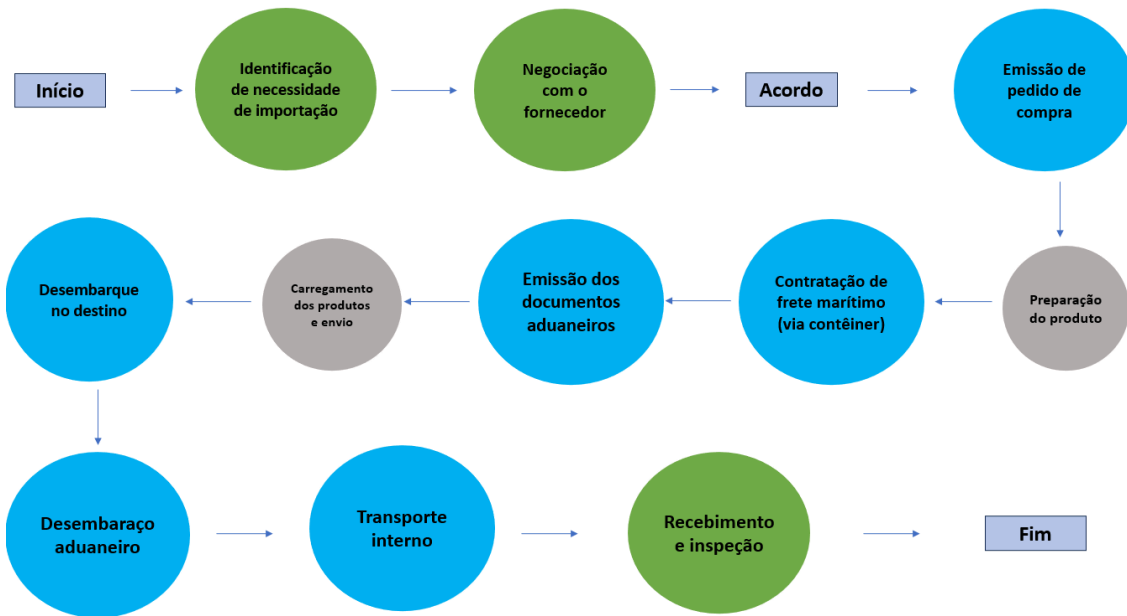 Início
Identificação
de necessidade
de importação
Negociação
com o
fornecedor
Acordo
Emissão de
pedido de
compra
Preparação
do produto
Contratação de
frete marítimo
(via contêiner)
Emissão dos
documentos
aduaneiros
Carregamento
dos produtos
e envio
Desembarque
no destino
Desembaraço
aduaneiro
Transporte
interno
Recebimento
e inspeção
Fim